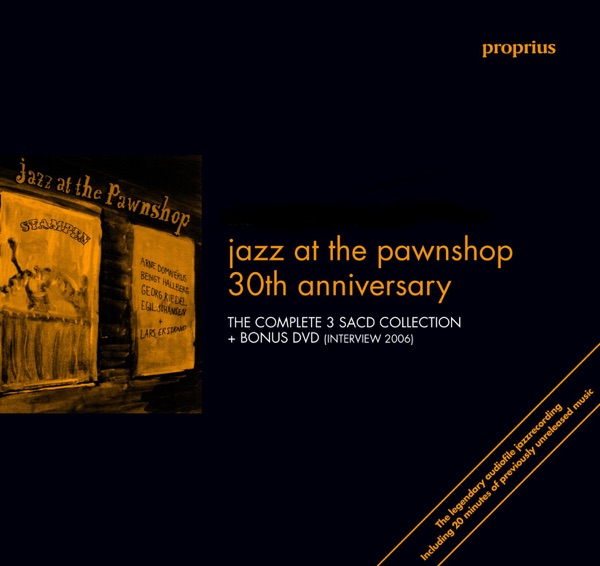 proprius
jazz at the Pawnshop
STAMPEN
ARNE DOMNÉRUS
BENGT HALLBERG
GEORG RIEDEL
EGIL JOHANSEN
+
LARS ERSTRAND
jazz at the pawnshop
30th anniversary
THE COMPLETE 3 SACD COLLECTION
+ BONUS DVD (INTERVIEW 2006)
The legendary audiofile jazzrecording
Including 20 minutes of previously unreleased music